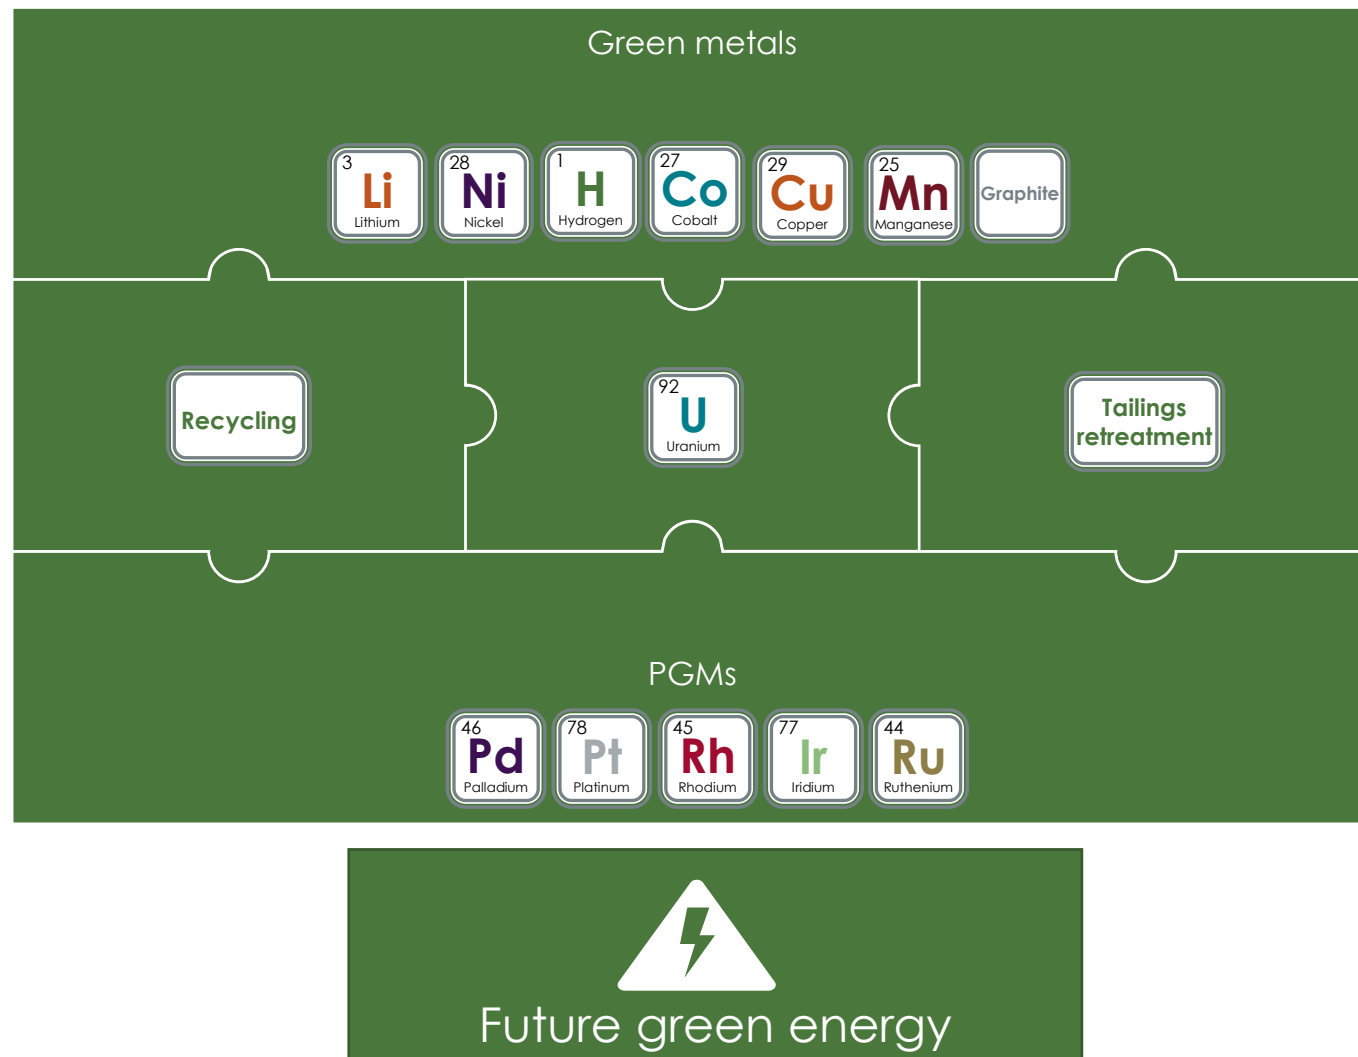 Green metals
3
Li
Lithium
28
Ni
Nickel
1
H
Hydrogen
27
Co
Cobalt
29
Cu
Copper
25
Mn
Manganese
Graphite
Recycling
92
U
Uranium
Tailings
retreatment
PGMs
46
Pd
Palladium
78
Pt
Platinum
45
Rh
Rhodium
77
Ir
Iridium
44
Ru
Ruthenium
Future green energy